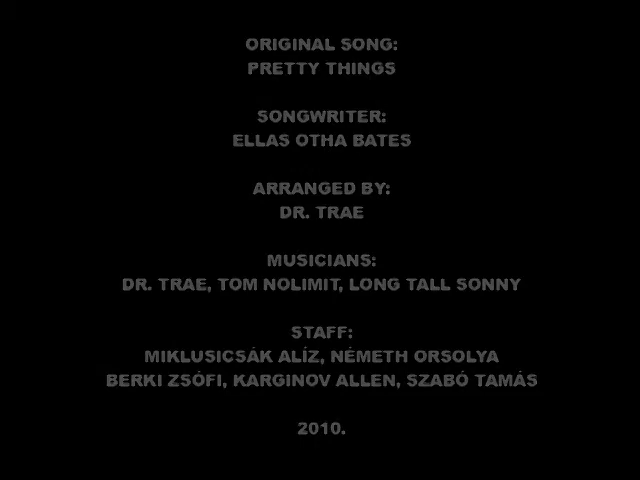 ORIGINAL SONG:
PRETTY THINGS
SONGWRITER:
ELLAS OTHA BATES
ARRANGED BY:
DR. TRAE
MUSICIANS:
DR. TRAE, TOM NOLIMIT, LONG TALL SONNY
STAFF:
MIKLUSICSÁK ALÍZ, NÉMETH ORSOLYA
BERKI ZSÓFI, KARGINOV ALLEN, SZABÓ TAMÁS
2010.